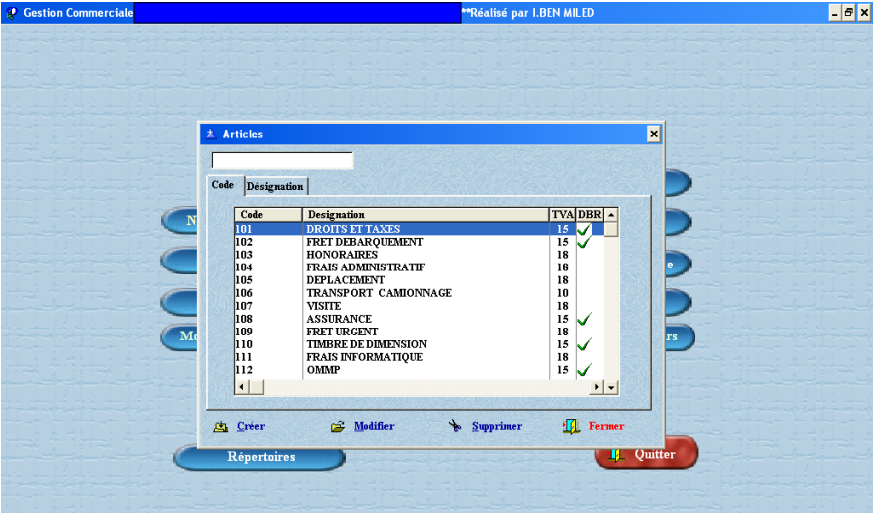 Gestion Commerciale **Réalisé par I.BEN MILED
Articles
Code Désignation
Code Designation TVA DBR
101 DROITS ET TAXES 15
102 FRET DEBARQUEMENT 15
103 HONORAIRES 18
104 FRAIS ADMINISTRATIF 18
105 DEPLACEMENT 18
106 TRANSPORT CAMIONNAGE 10
107 VISITE 18
108 ASSURANCE 15
109 FRET URGENT 18
110 TIMBRE DE DIMENSION 15
111 FRAIS INFORMATIQUE 18
112 OMMP 15
Créer Modifier Supprimer Fermer
Répertoires Quitter